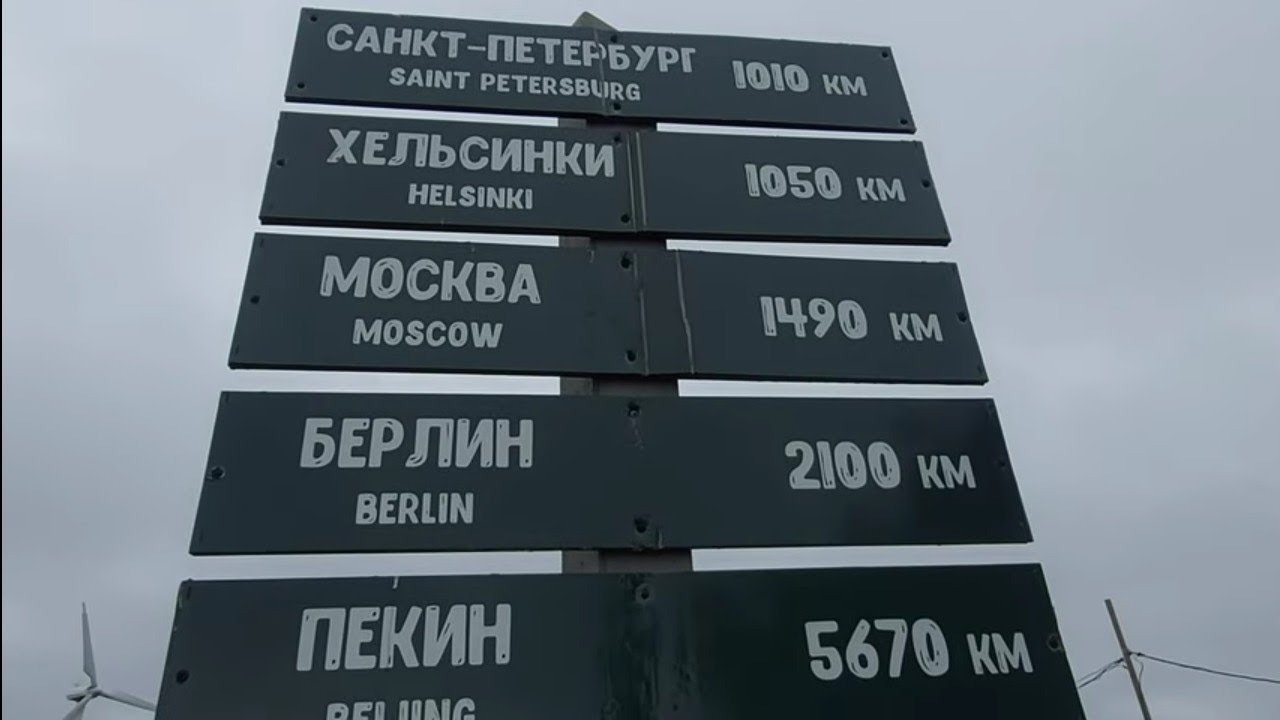 САНКТ-ПЕТЕРБУРГ 1010 КМ
SAINT PETERSBURG
ХЕЛЬСИНКИ 1050 КМ
HELSINKI
МОСКВА 1490 КМ
MOSCOW
БЕРЛИН 2100 КМ
BERLIN
ПЕКИН 5670 КМ
BEIJING